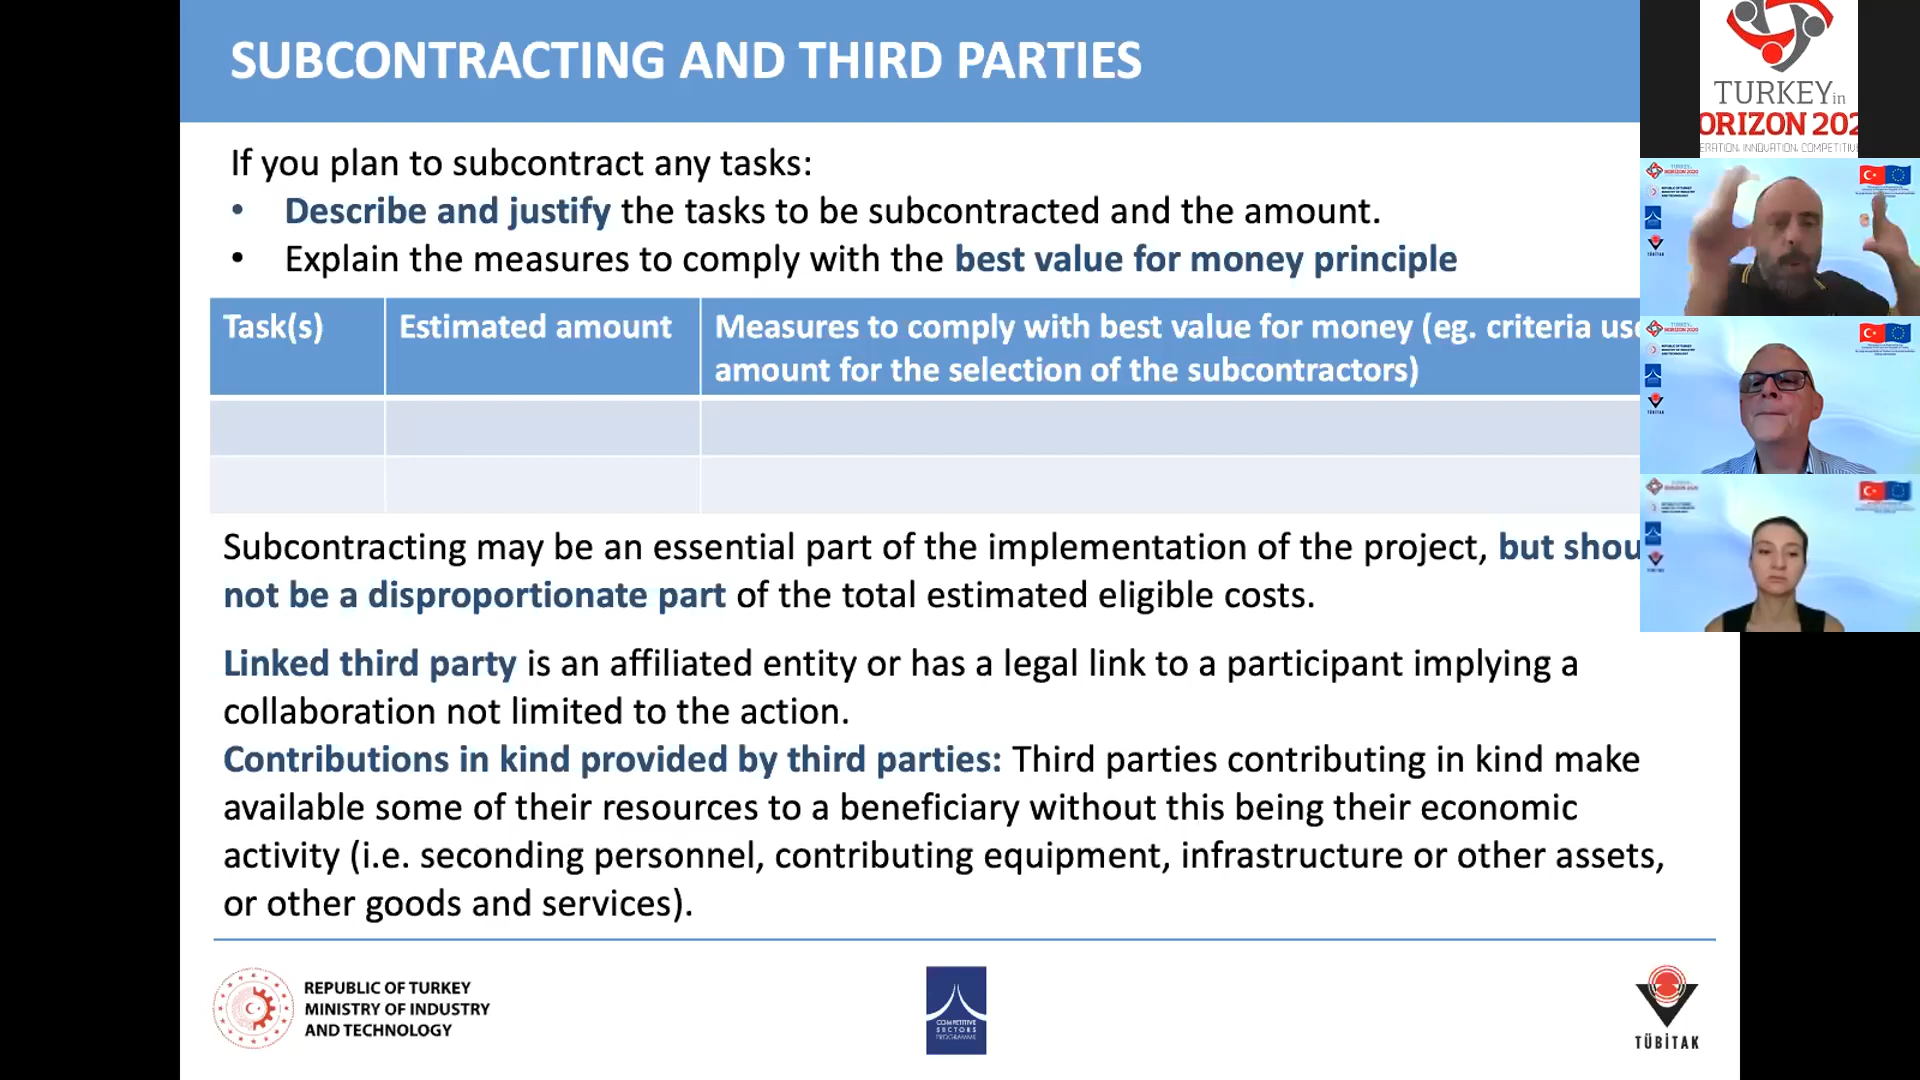 SUBCONTRACTING AND THIRD PARTIES
If you plan to subcontract any tasks:
• Describe and justify the tasks to be subcontracted and the amount.
• Explain the measures to comply with the best value for money principle
Task(s)
Estimated amount
Measures to comply with best value for money (eg. criteria use
amount for the selection of the subcontractors)
Subcontracting may be an essential part of the implementation of the project, but shou
not be a disproportionate part of the total estimated eligible costs.
Linked third party is an affiliated entity or has a legal link to a participant implying a
collaboration not limited to the action.
Contributions in kind provided by third parties: Third parties contributing in kind make
available some of their resources to a beneficiary without this being their economic
activity (i.e. seconding personnel, contributing equipment, infrastructure or other assets,
or other goods and services).
REPUBLIC OF TURKEY
MINISTRY OF INDUSTRY
AND TECHNOLOGY
COMPETITIVE
SECTORS
PROGRAMME
TÜBİTAK
TURKEY in
ORIZON 202
ERATION, INNOVATION, COMPETITIV